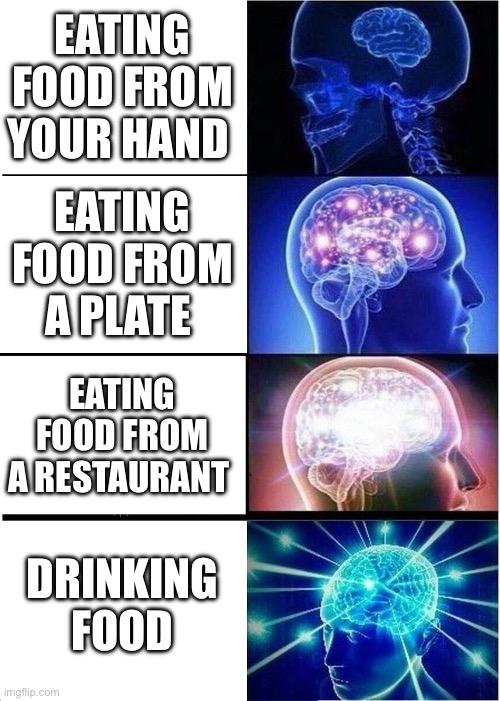 EATING
FOOD FROM
YOUR HAND
EATING
FOOD FROM
A PLATE
EATING
FOOD FROM
A RESTAURANT
DRINKING
FOOD
imgflip.com